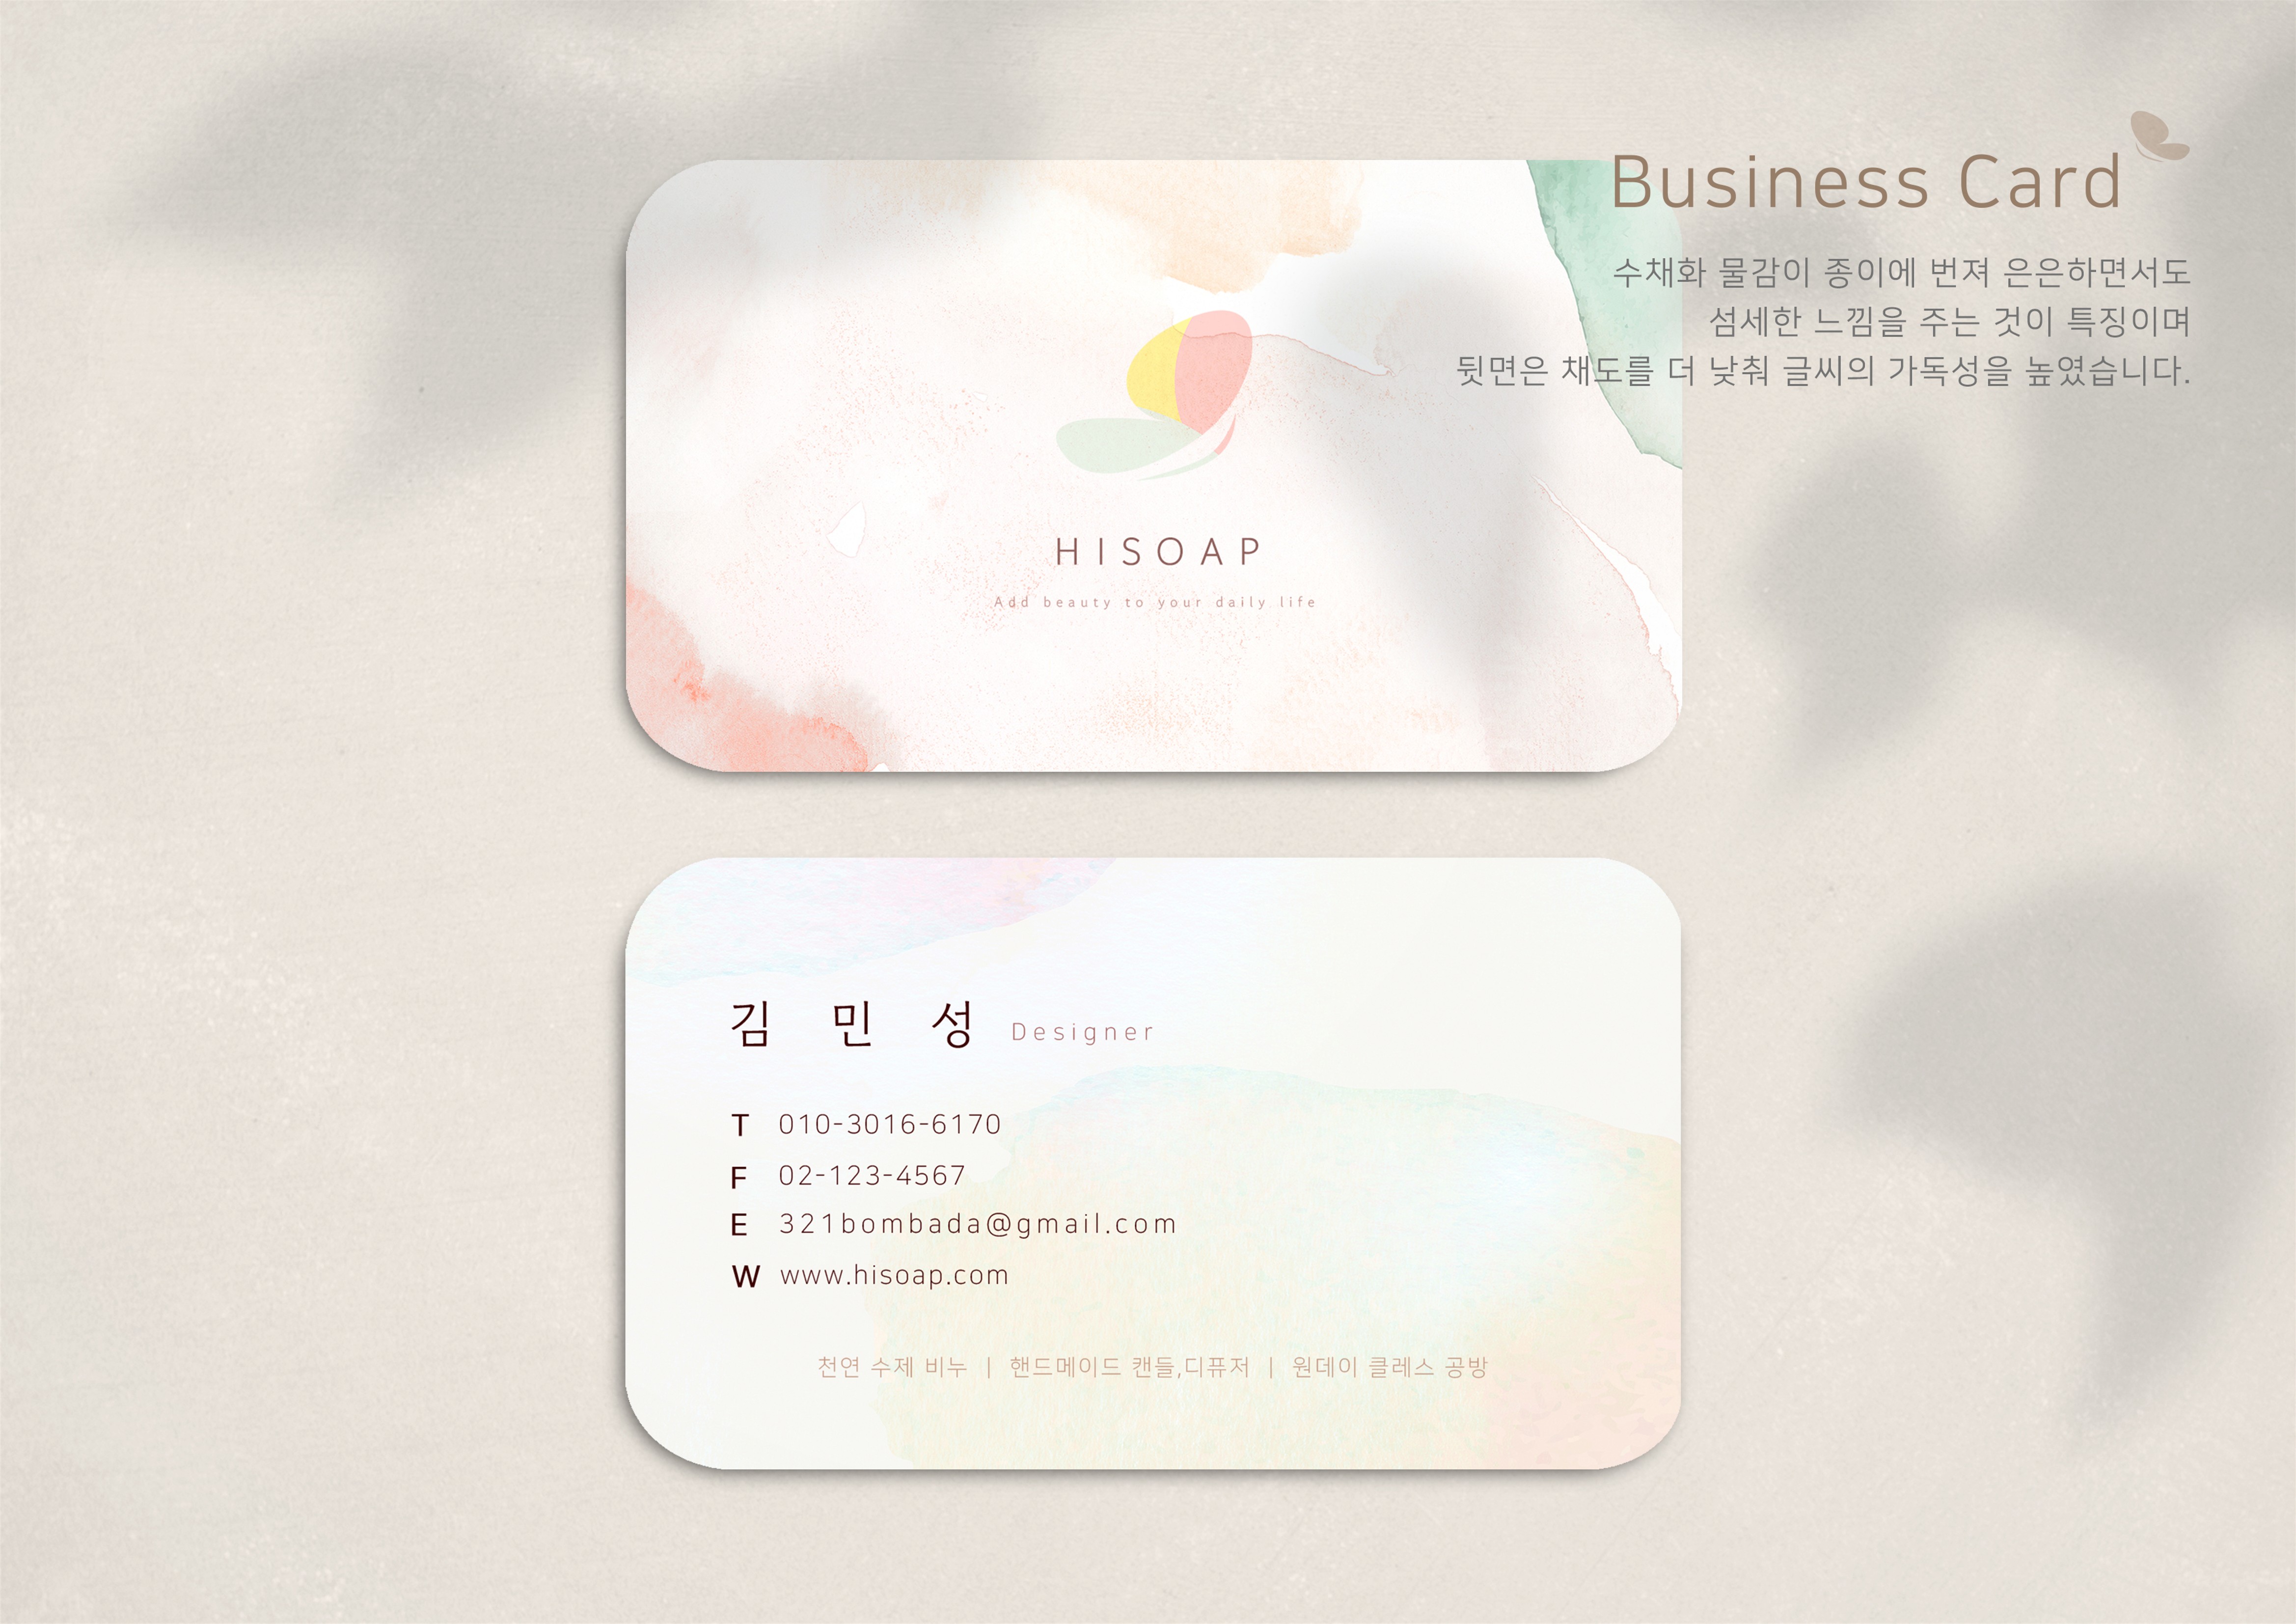 Business Card
수채화 물감이 종이에 번져 은은하면서도
섬세한 느낌을 주는 것이 특징이며
뒷면은 채도를 더 낮춰 글씨의 가독성을 높였습니다.
HISOAP
Add beauty to your daily life
김 민 성 Designer
T 010-3016-6170
F 02-123-4567
E 321bombada@gmail.com
W www.hisoap.com
천연 수제 비누 | 핸드메이드 캔들,디퓨저 | 원데이 클레스 공방